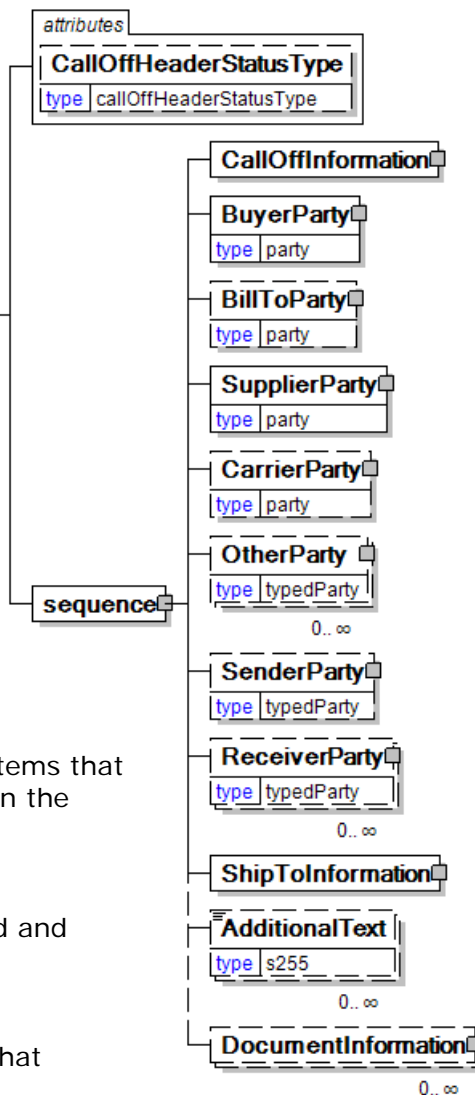 attributes
CallOffHeaderStatusType
type callOffHeaderStatusType
CallOffInformation
BuyerParty
type party
BillToParty
type party
SupplierParty
type party
CarrierParty
type party
OtherParty
type typedParty
0.. ∞
sequence
SenderParty
type typedParty
tems that
n the
ReceiverParty
type typedParty
0.. ∞
ShipToInformation
d and
AdditionalText
type s255
0.. ∞
hat
DocumentInformation
0.. ∞